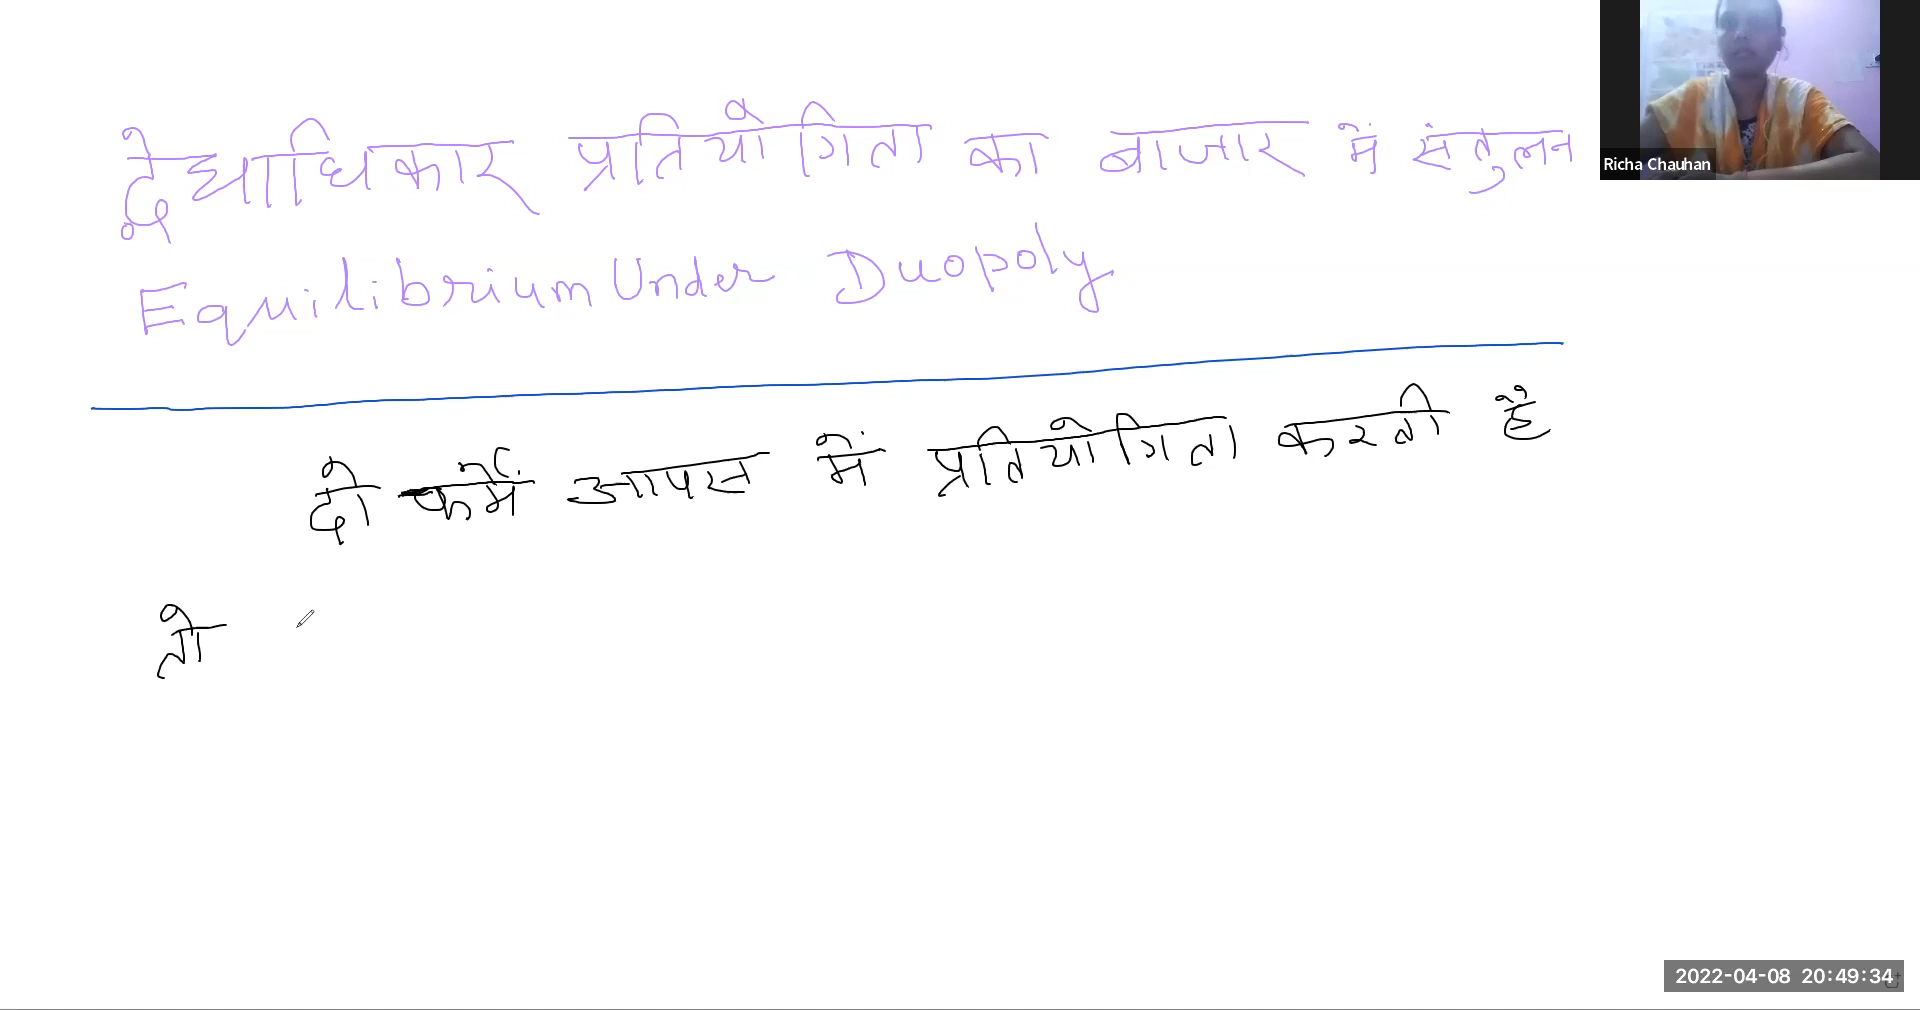 द्वेयाधिकार प्रतियोगिता का बाजार में संतुलन
Equilibrium Under Duopoly
दो फर्में आपस में प्रतियोगिता करती है
तो
Richa Chauhan
2022-04-08 20:49:34